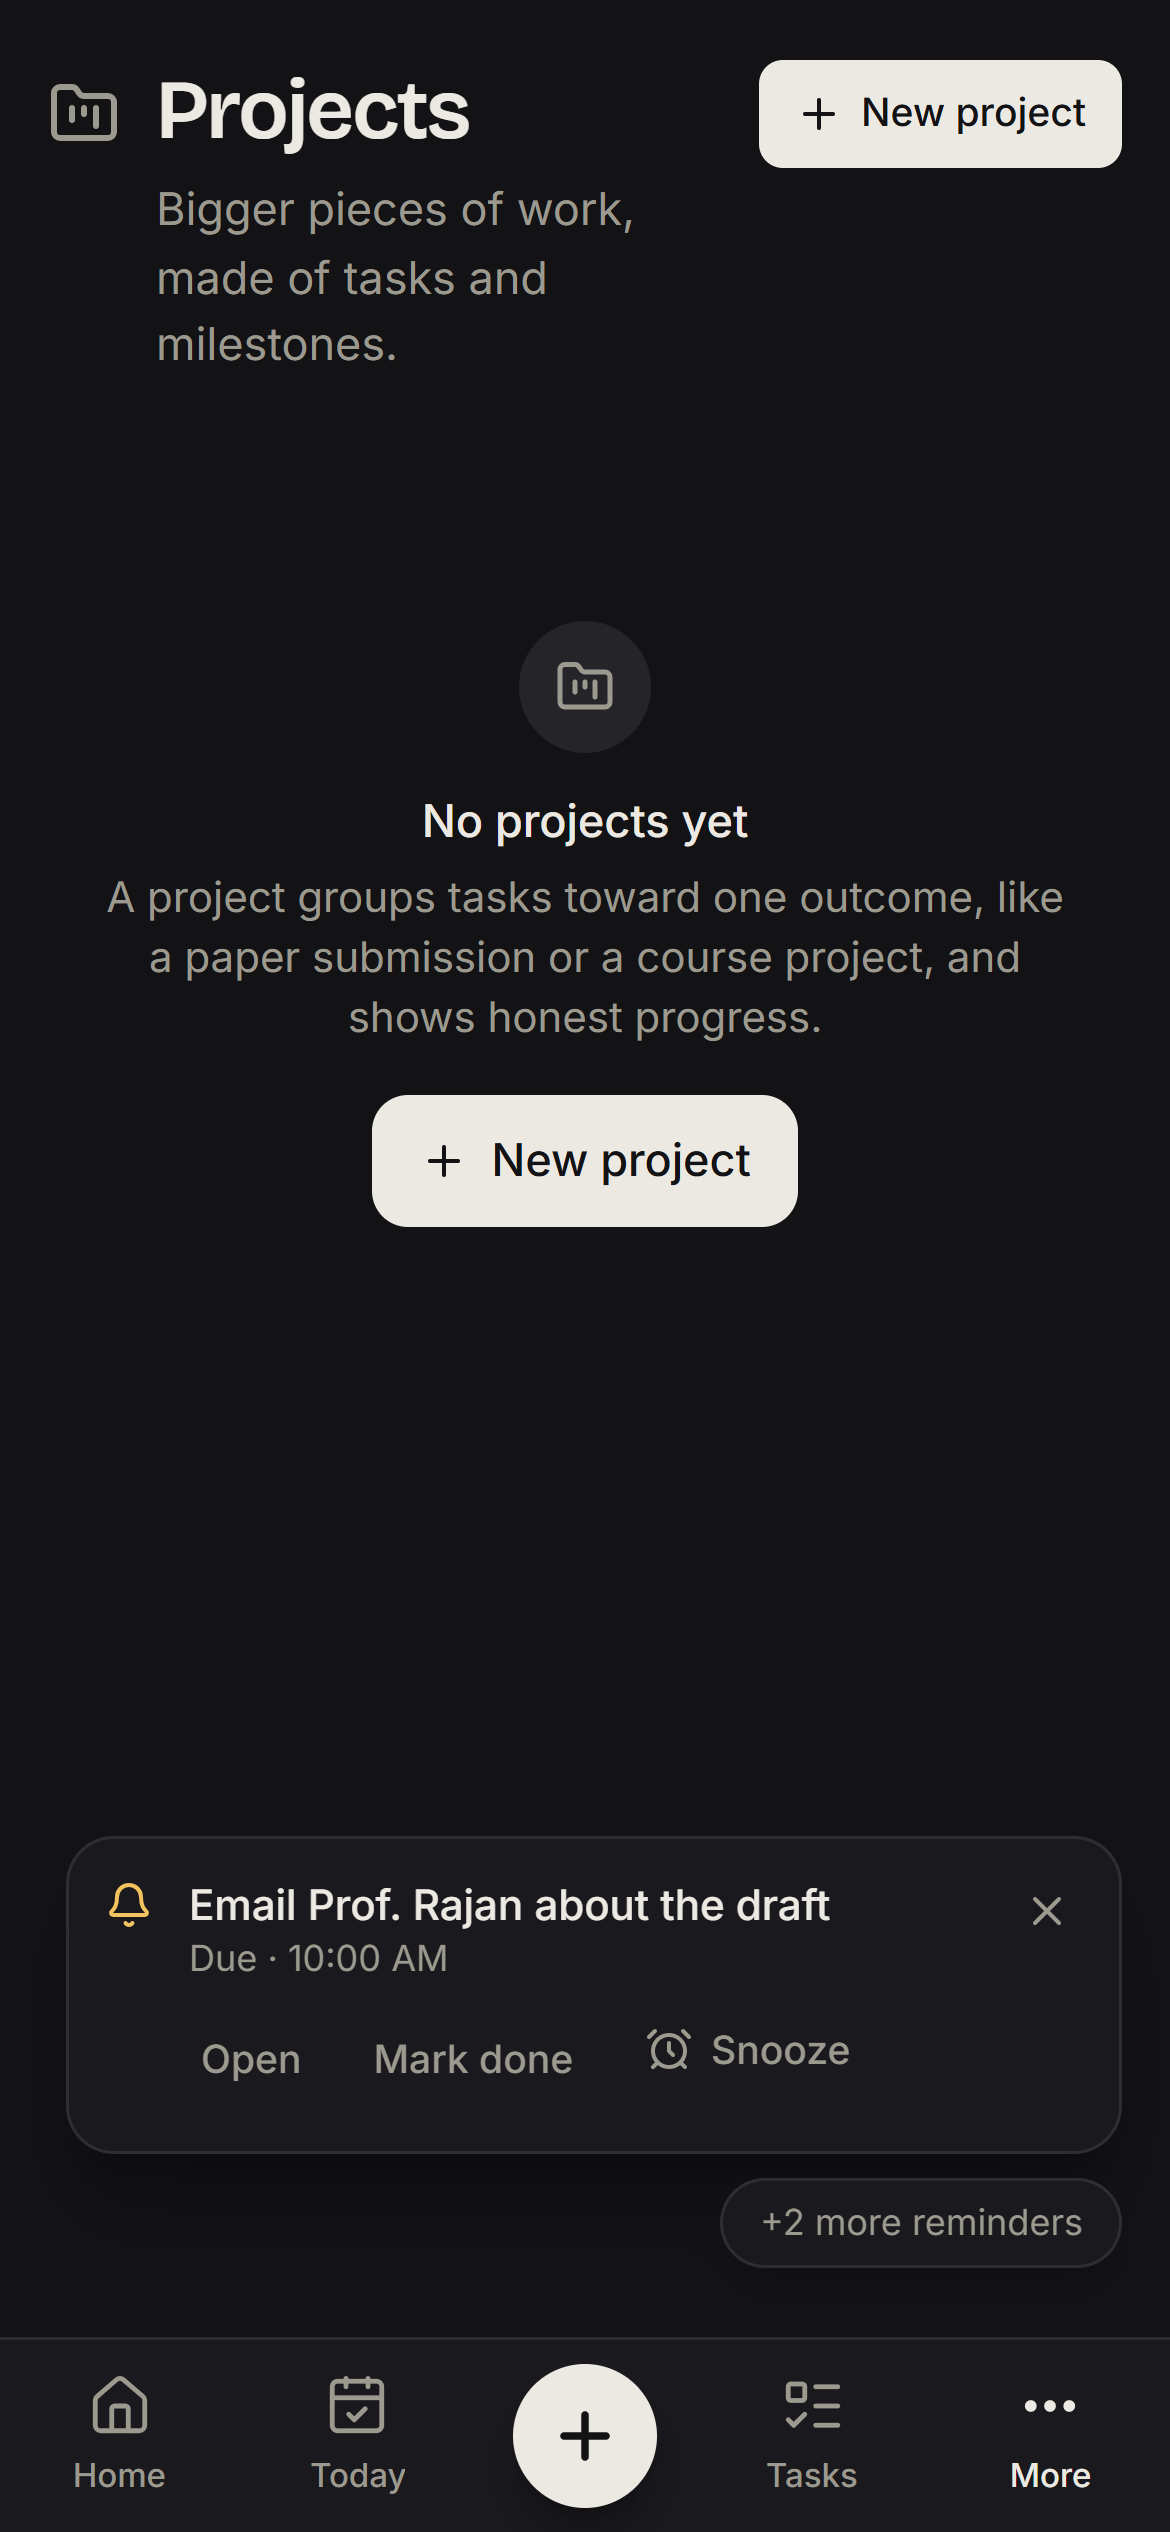 Projects
New project
Bigger pieces of work,
made of tasks and
milestones.
No projects yet
A project groups tasks toward one outcome, like
a paper submission or a course project, and
shows honest progress.
New project
Email Prof. Rajan about the draft
Due · 10:00 AM
Open
Mark done
Snooze
+2 more reminders
Home
Today
Tasks
More